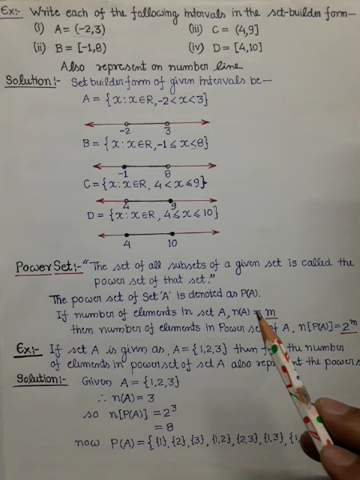 Ex:- Write each of the following intervals in the set-builder form-
(i) A= (-2,3) (iii) C = (4,9]
(ii) B = [-1,8) (iv) D = [4,10]
Also represent on number line
Solution:- Set builder form of given intervals be-
A = {x:x∈R,-2<x<3}
-2 3
B = {x:x∈R,-1≤x<8}
-1 8
C = {x:x∈R, 4<x≤9}
4 9
D = {x:x∈R, 4≤x≤10}
4 10
Power Set:- "The set of all subsets of a given set is called the
power set of that set."
The power set of Set 'A' is denoted as P(A).
If number of elements in set A, n(A) = m
then number of elements in Power set of A, n[P(A)] = 2^m
Ex:- If set A is given as, A = {1,2,3} then the number
of elements in powerset of set A also represent the powers
Solution:- Given A = {1,2,3}
∴ n(A) = 3
so n[P(A)] = 2³
= 8
now P(A) = { {1}, {2}, {3}, {1,2}, {2,3}, {1,3}, {1,